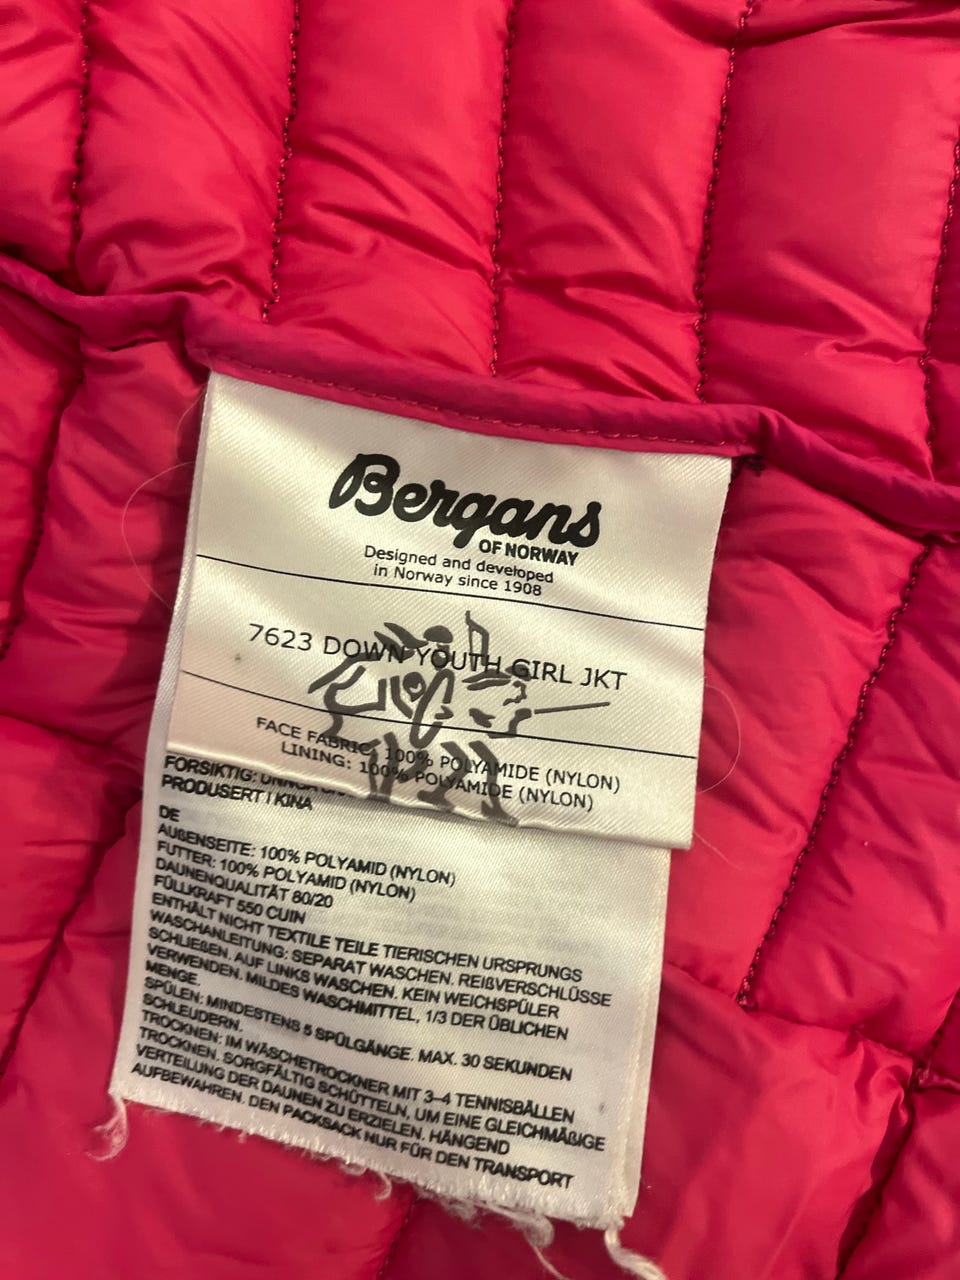 Bergans
OF NORWAY
Designed and developed
in Norway since 1908
7623 DOWN YOUTH GIRL JKT
FACE FABRIC: 100% POLYAMIDE (NYLON)
LINING: 100% POLYAMIDE (NYLON)
FORSIKTIG:
PRODUSERT I KINA
DE
AUßENSEITE: 100% POLYAMID (NYLON)
FUTTER: 100% POLYAMID (NYLON)
DAUNENQUALITÄT 80/20
FÜLLKRAFT 550 CUIN
ENTHÄLT NICHT TEXTILE TEILE TIERISCHEN URSPRUNGS
WASCHANLEITUNG: SEPARAT WASCHEN. REIßVERSCHLÜSSE
SCHLIEßEN. AUF LINKS WASCHEN. KEIN WEICHSPÜLER
VERWENDEN. MILDES WASCHMITTEL, 1/3 DER ÜBLICHEN
MENGE.
SPÜLEN: MINDESTENS 5 SPÜLGÄNGE. MAX. 30 SEKUNDEN
SCHLEUDERN.
TROCKNEN: IM WÄSCHETROCKNER MIT 3–4 TENNISBÄLLEN
TROCKNEN. SORGFÄLTIG SCHÜTTELN, UM EINE GLEICHMÄßIGE
VERTEILUNG DER DAUNEN ZU ERZIELEN. HÄNGEND
AUFBEWAHREN. DEN PACKSACK NUR FÜR DEN TRANSPORT